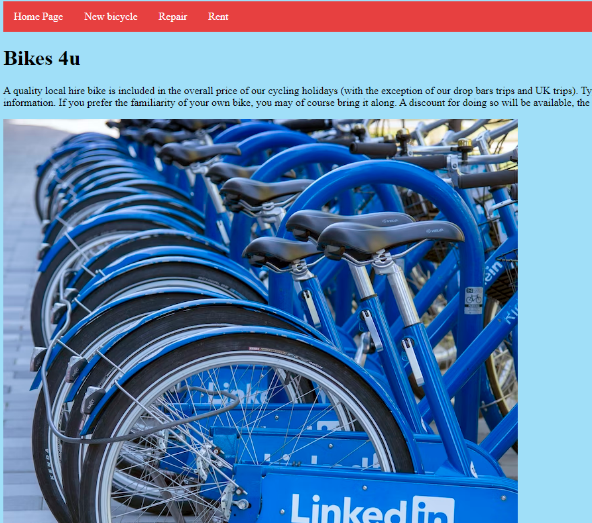 Home Page New bicycle Repair Rent
Bikes 4u
A quality local hire bike is included in the overall price of our cycling holidays (with the exception of our drop bars trips and UK trips). Ty
information. If you prefer the familiarity of your own bike, you may of course bring it along. A discount for doing so will be available, the
Linke
LinkedIn